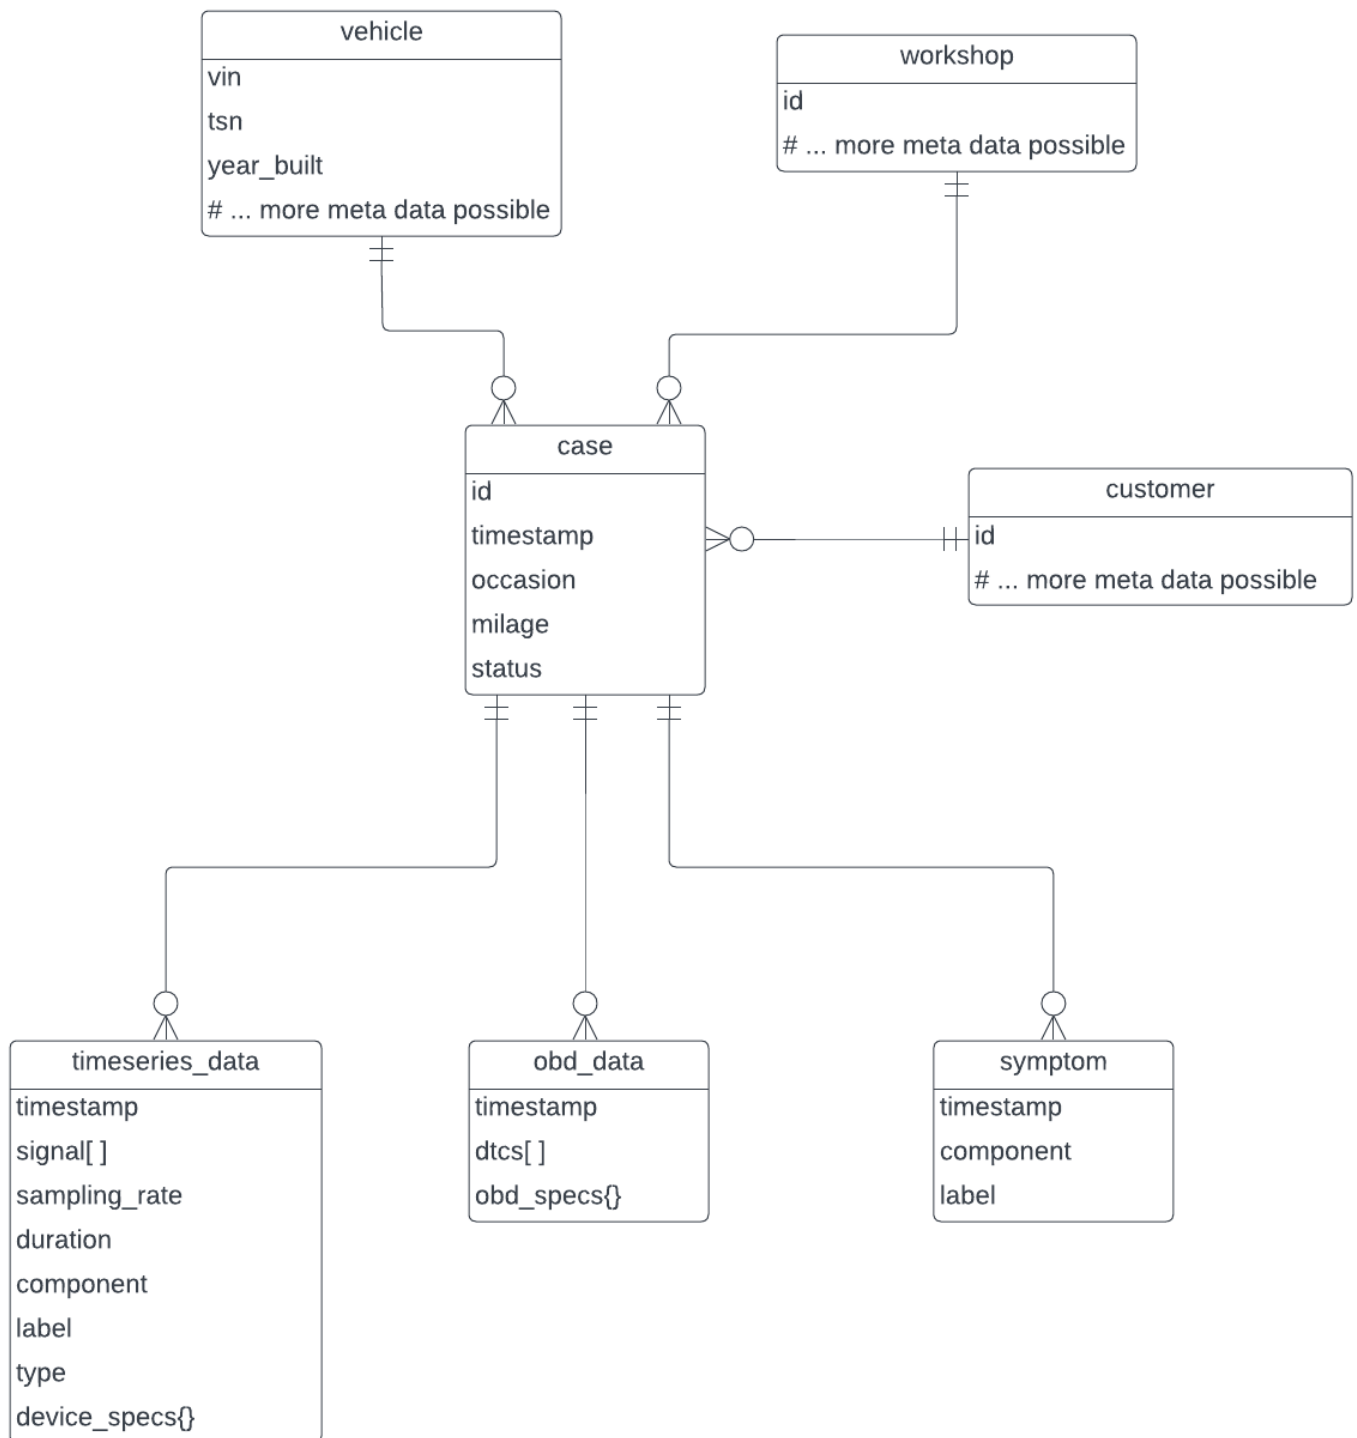 vehicle
vin
tsn
year_built
# ... more meta data possible
workshop
id
# ... more meta data possible
case
id
timestamp
occasion
milage
status
customer
id
# ... more meta data possible
timeseries_data
timestamp
signal[ ]
sampling_rate
duration
component
label
type
device_specs{}
obd_data
timestamp
dtcs[ ]
obd_specs{}
symptom
timestamp
component
label